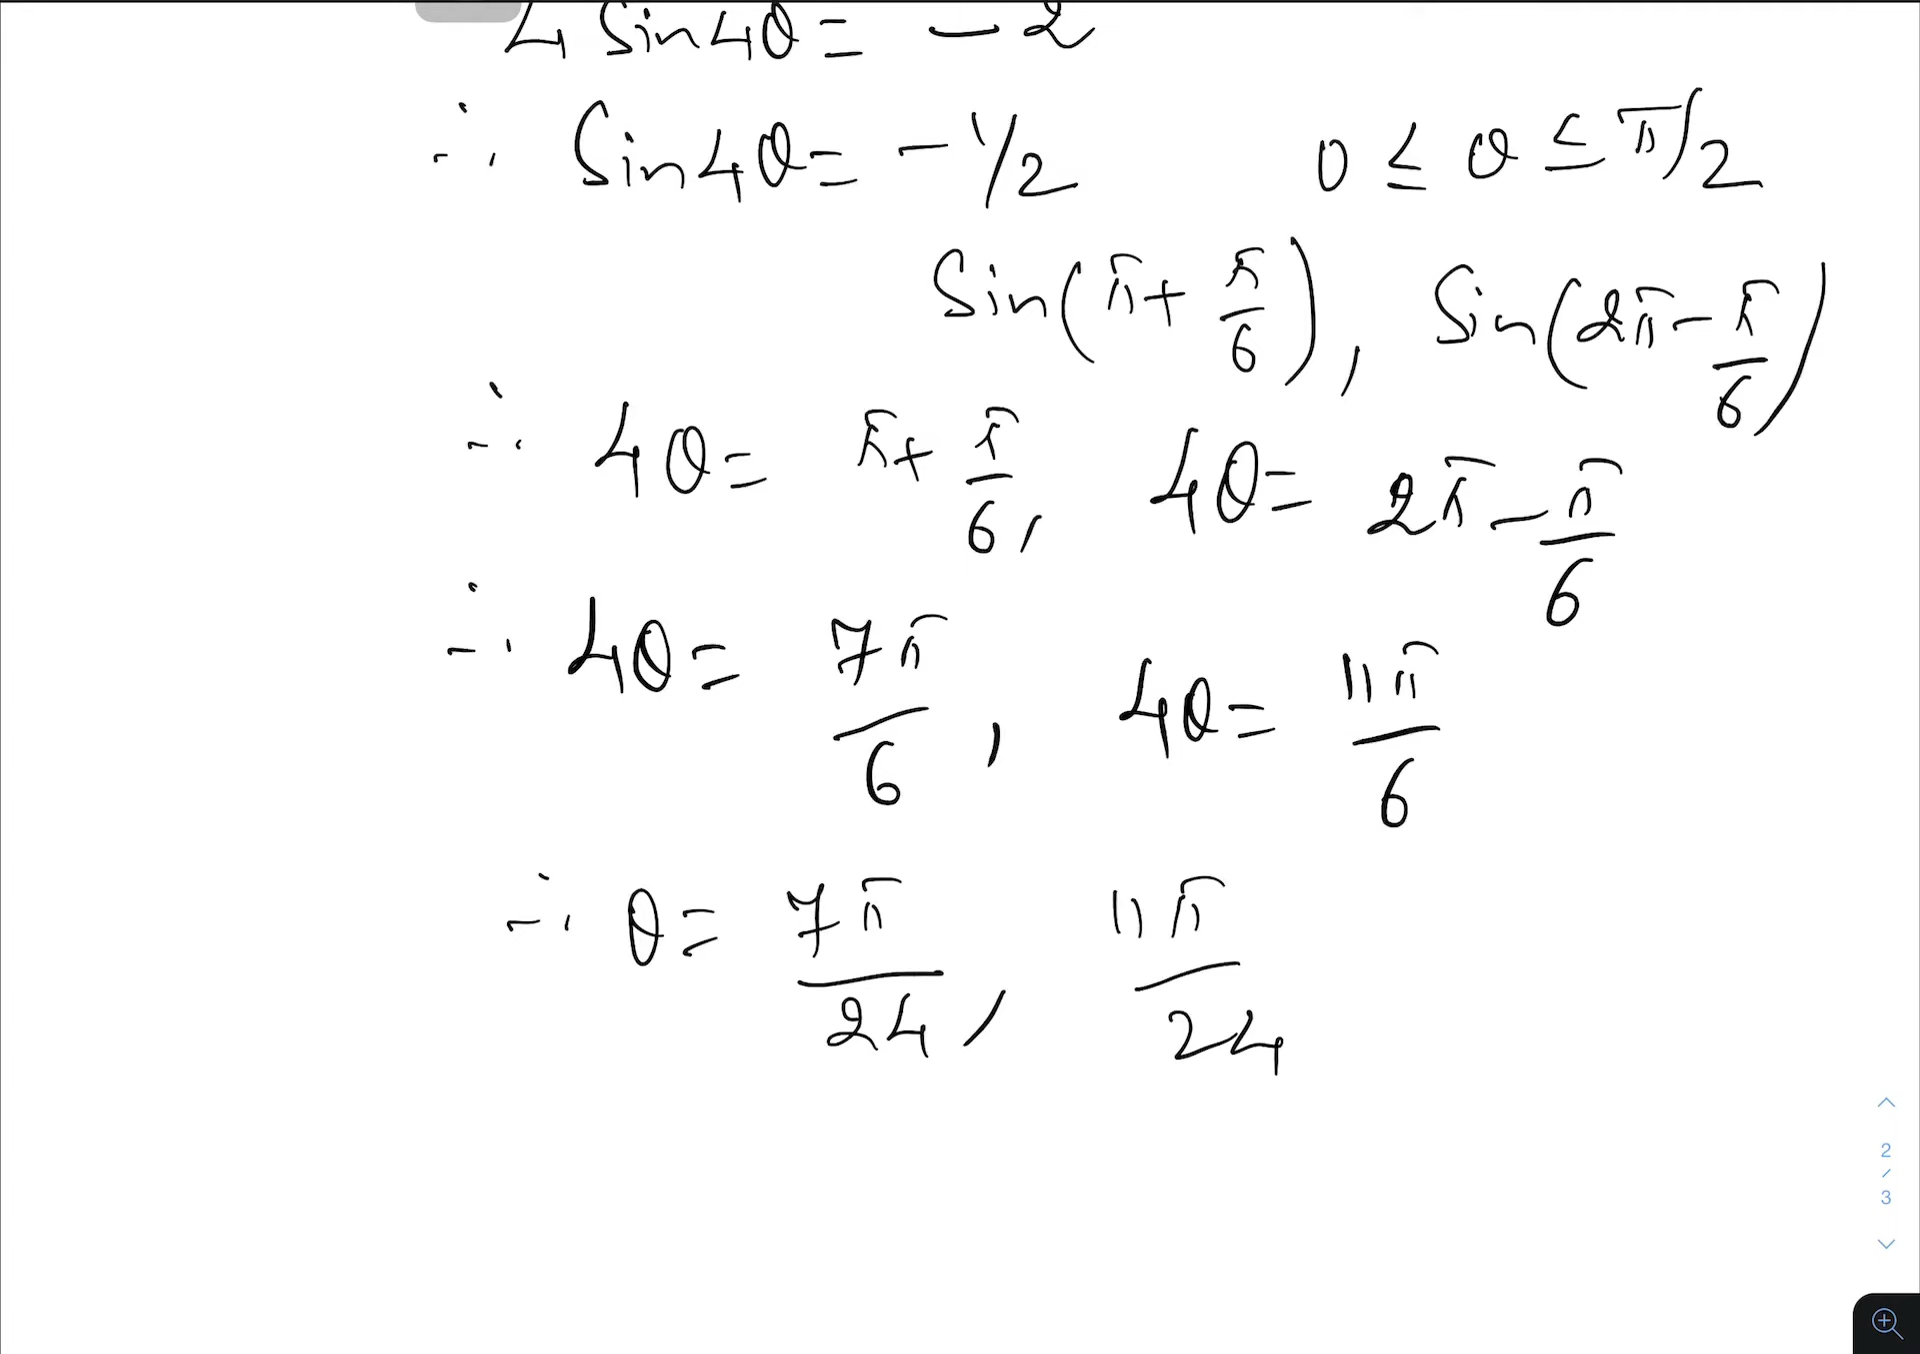 4 Sin4θ = -2
∴ Sin4θ = -1/2   0 ≤ θ ≤ π/2
Sin(π + π/6), Sin(2π - π/6)
∴ 4θ = π + π/6, 4θ = 2π - π/6
∴ 4θ = 7π/6, 4θ = 11π/6
∴ θ = 7π/24, 11π/24
2
/
3